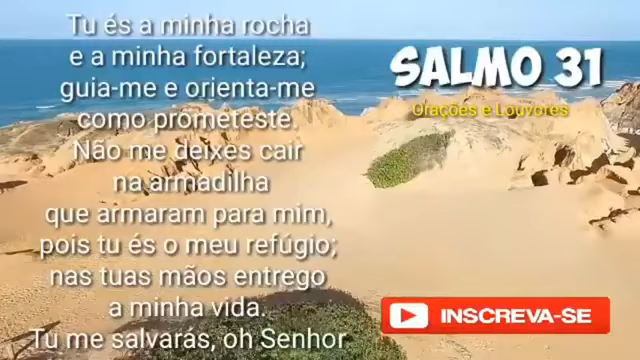 Tu és a minha rocha
e a minha fortaleza;
guia-me e orienta-me
como prometeste.
Não me deixes cair
na armadilha
que armaram para mim,
pois tu és o meu refúgio;
nas tuas mãos entrego
a minha vida.
Tu me salvarás, oh Senhor
SALMO 31
Orações e Louvores
INSCREVA-SE